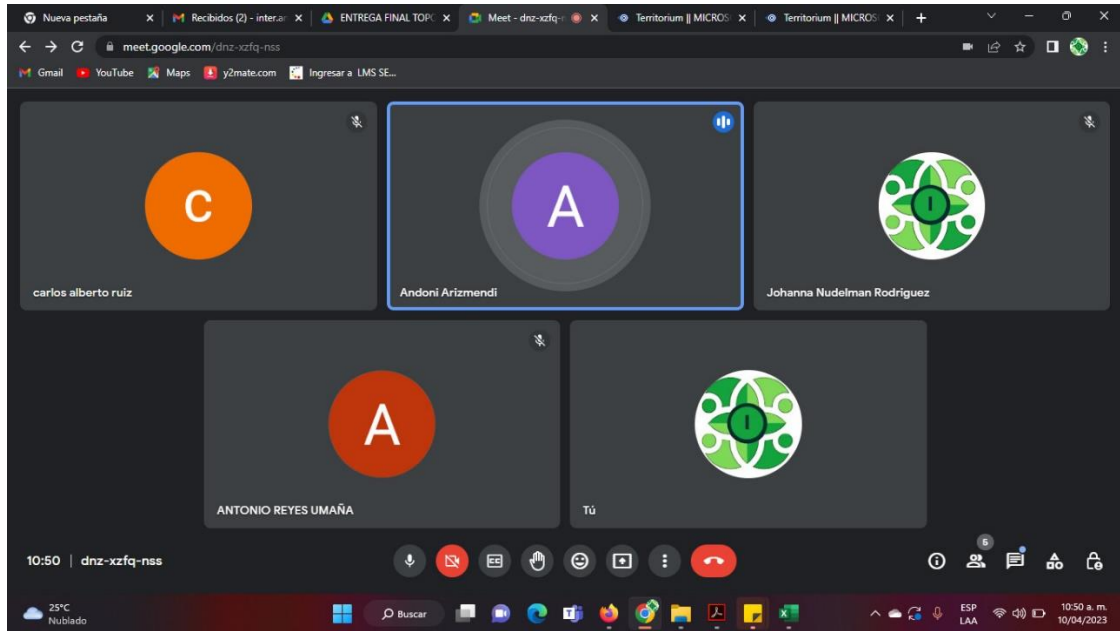 Nueva pestaña
Recibidos (2) - inter.ar
ENTREGA FINAL TOPO
Meet - dnz-xzfq-n
Territorium || MICROS
Territorium || MICROS
meet.google.com/dnz-xzfq-nss
Gmail
YouTube
Maps
y2mate.com
Ingresar a LMS SE...
C
carlos alberto ruiz
A
Andoni Arizmendi
I
Johanna Nudelman Rodriguez
A
ANTONIO REYES UMAÑA
I
Tú
10:50 | dnz-xzfq-nss
5
25°C
Nublado
Buscar
ESP
LAA
10:50 a. m.
10/04/2023